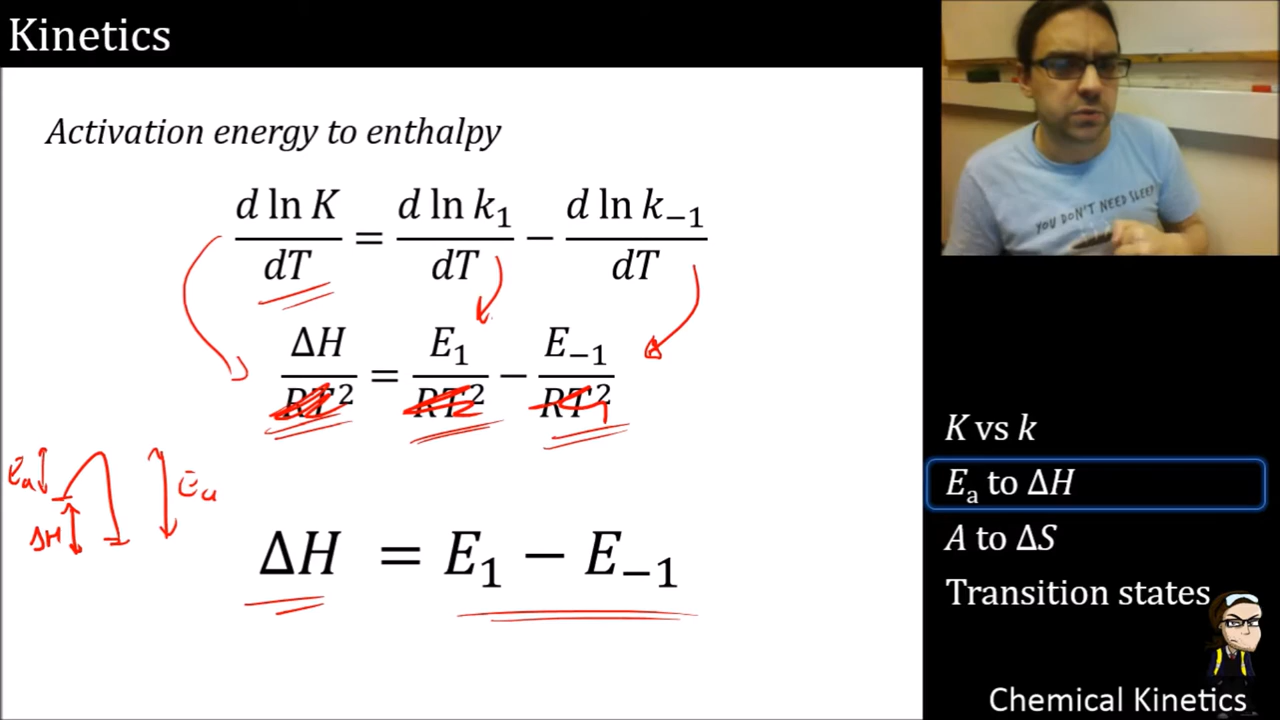 Kinetics
Activation energy to enthalpy
d ln K / dT = d ln k₁ / dT − d ln k₋₁ / dT
ΔH / RT² = E₁ / RT² − E₋₁ / RT²
Eₐ
Eₐ
ΔH
ΔH = E₁ − E₋₁
YOU DON'T NEED SLEEP
K vs k
Eₐ to ΔH
A to ΔS
Transition states
Chemical Kinetics